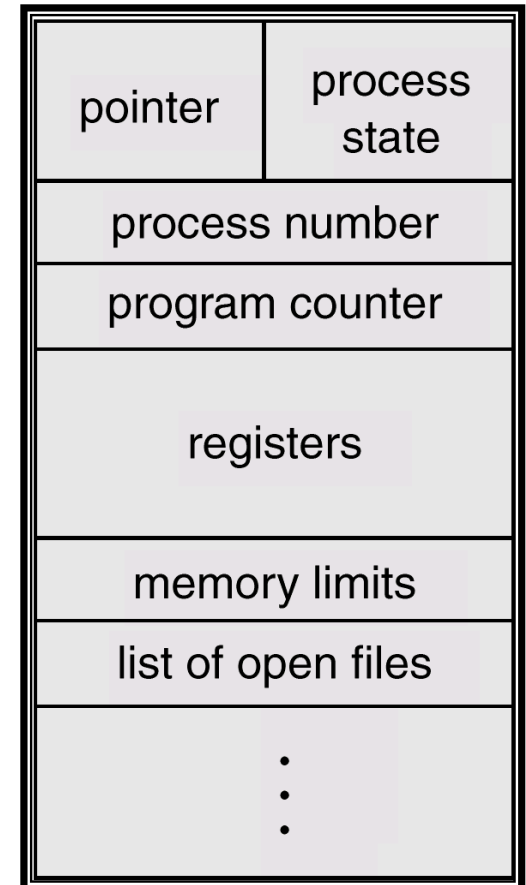 pointer
process
state
process number
program counter
registers
memory limits
list of open files
.
.
.